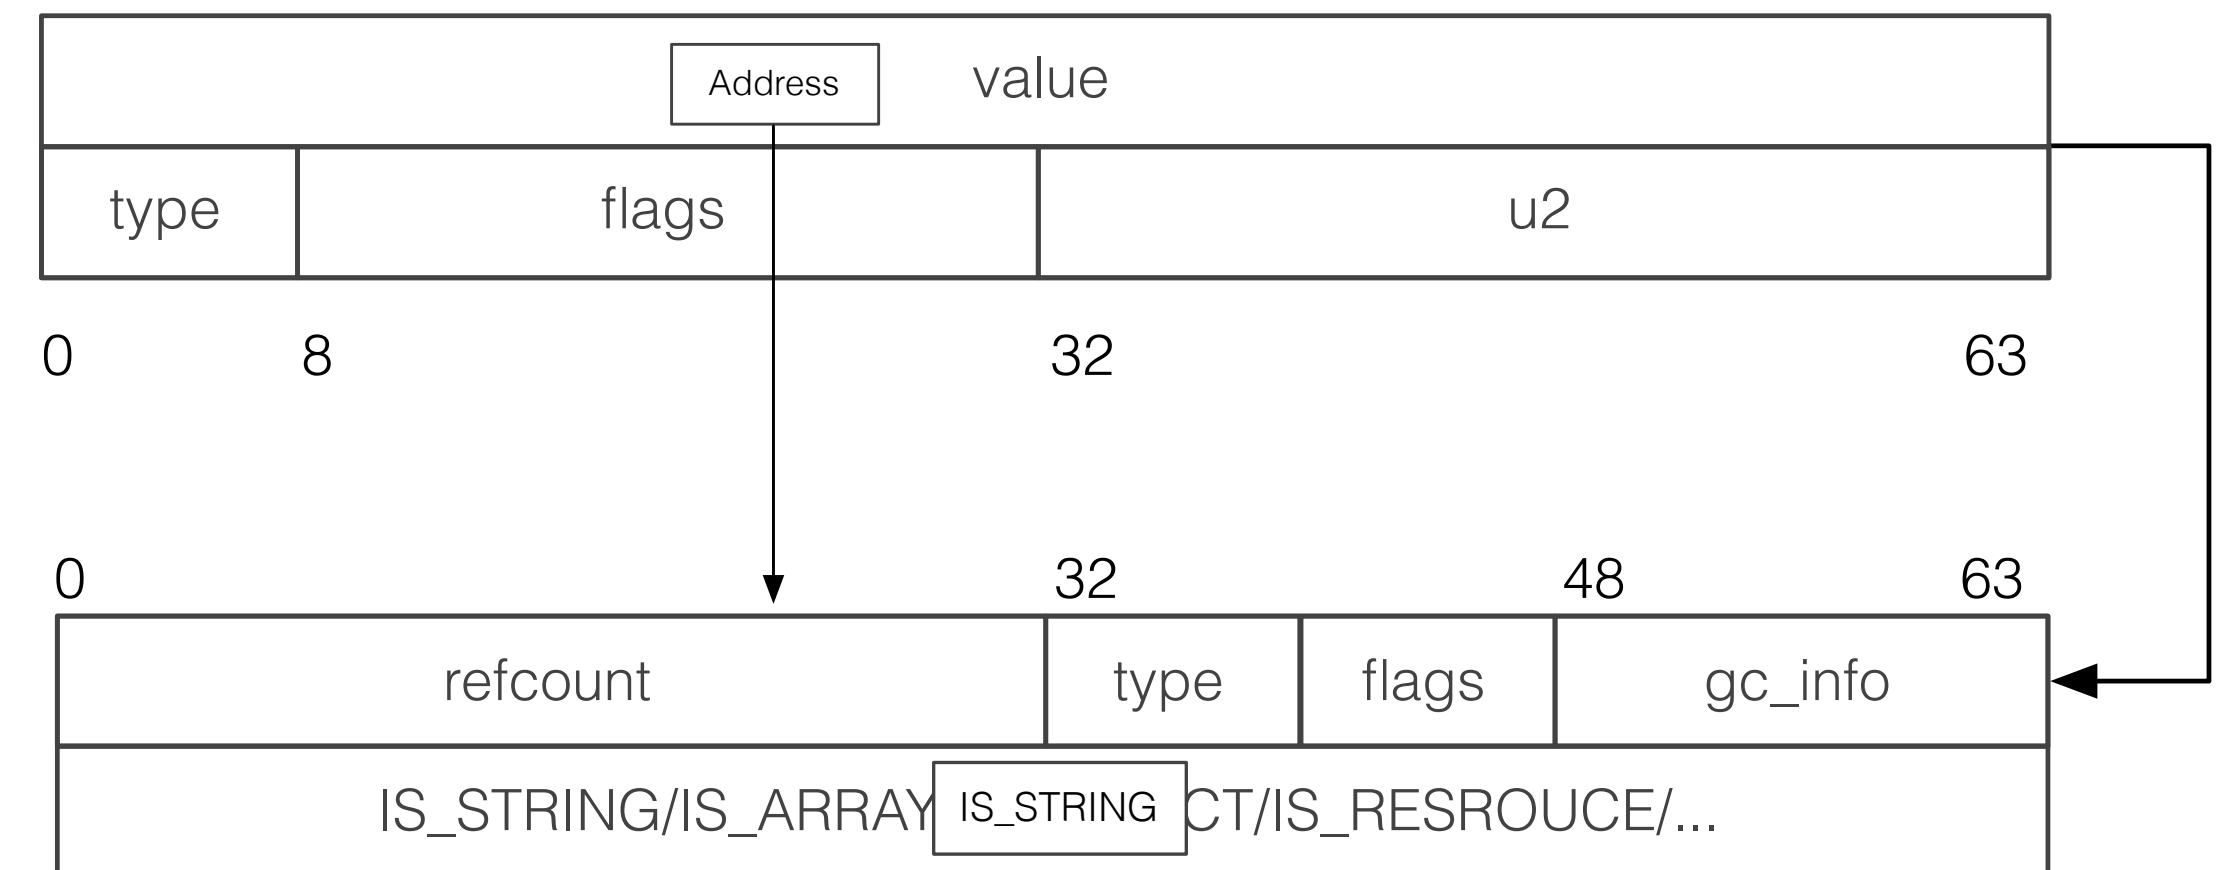 Address
value
type flags u2
0 8 32 63
0 32 48 63
refcount type flags gc_info
IS_STRING/IS_ARRAY IS_STRING CT/IS_RESROUCE/...